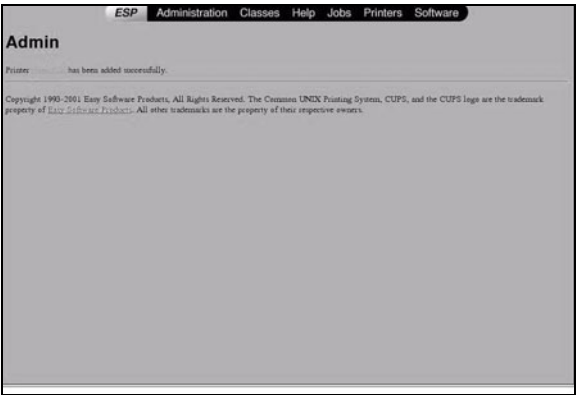 ESP Administration Classes Help Jobs Printers Software
Admin
Printer has been added successfully.
Copyright 1993-2001 Easy Software Products, All Rights Reserved. The Common UNIX Printing System, CUPS, and the CUPS logo are the trademark
property of Easy Software Products. All other trademarks are the property of their respective owners.